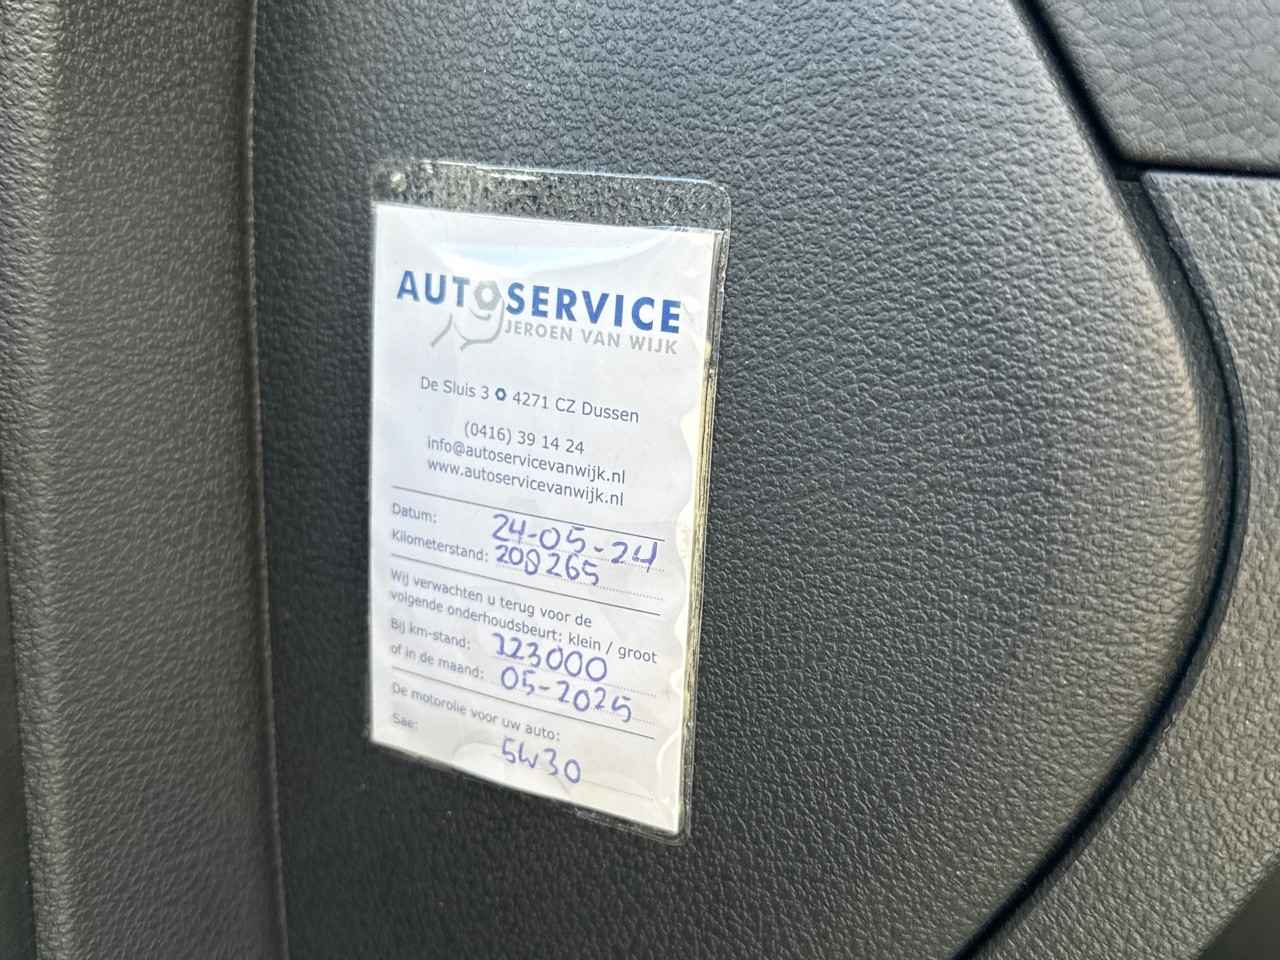 AUTOSERVICE
JEROEN VAN WIJK
De Sluis 3 4271 CZ Dussen
(0416) 39 14 24
info@autoservicevanwijk.nl
www.autoservicevanwijk.nl
Datum: 24-05-24
Kilometerstand: 208265
Wij verwachten u terug voor de
volgende onderhoudsbeurt: klein / groot
Bij km-stand: 223000
of in de maand: 05-2025
De motorolie voor uw auto:
Sae: 5W30